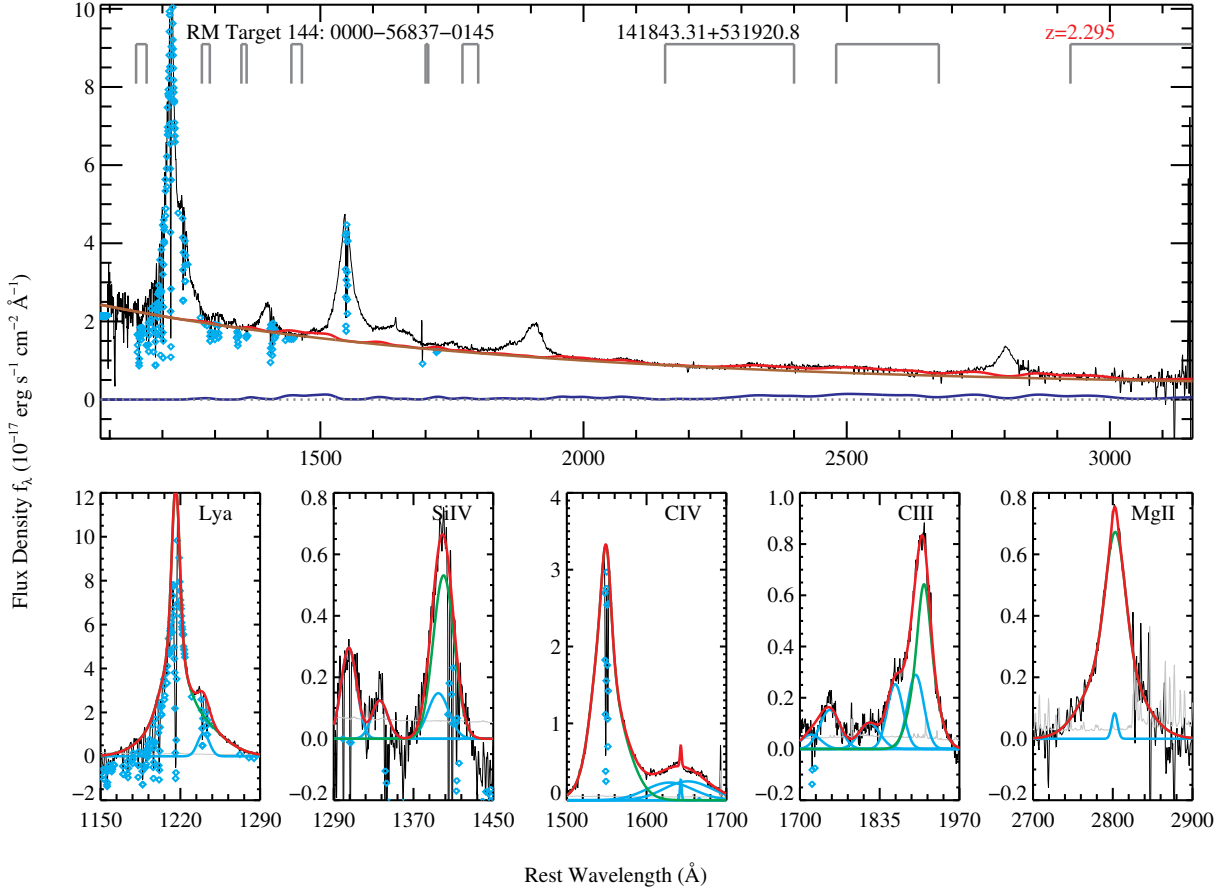 RM Target 144: 0000−56837−0145 141843.31+531920.8 z=2.295
10
8
6
4
2
0
1500 2000 2500 3000
Flux Density fλ (10−17 erg s−1 cm−2 Å−1)
Lya
12
10
8
6
4
2
0
−2
1150 1220 1290
SiIV
0.8
0.6
0.4
0.2
0.0
−0.2
1290 1370 1450
CIV
4
3
2
1
0
1500 1600 1700
CIII
1.0
0.8
0.6
0.4
0.2
0.0
−0.2
1700 1835 1970
MgII
0.8
0.6
0.4
0.2
0.0
−0.2
2700 2800 2900
Rest Wavelength (Å)